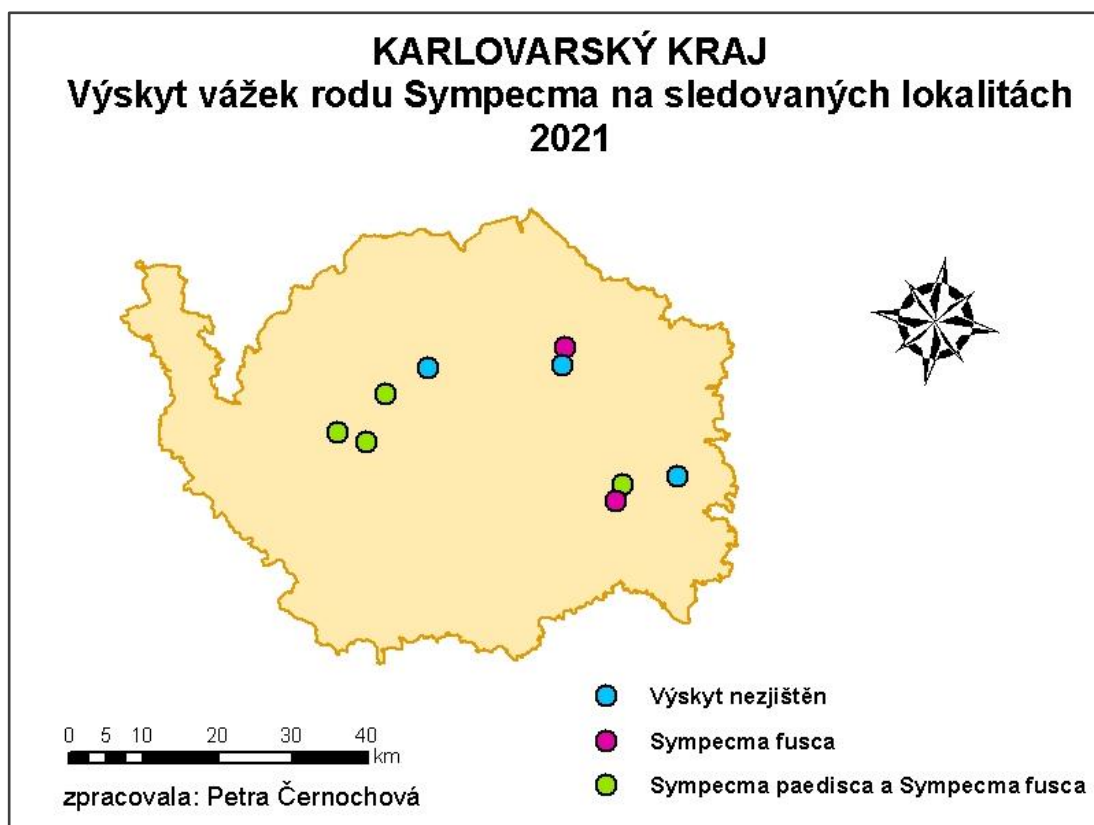 KARLOVARSKÝ KRAJ
Výskyt vážek rodu Sympecma na sledovaných lokalitách
2021
Výskyt nezjištěn
Sympecma fusca
Sympecma paedisca a Sympecma fusca
0 5 10 20 30 40
km
zpracovala: Petra Černochová